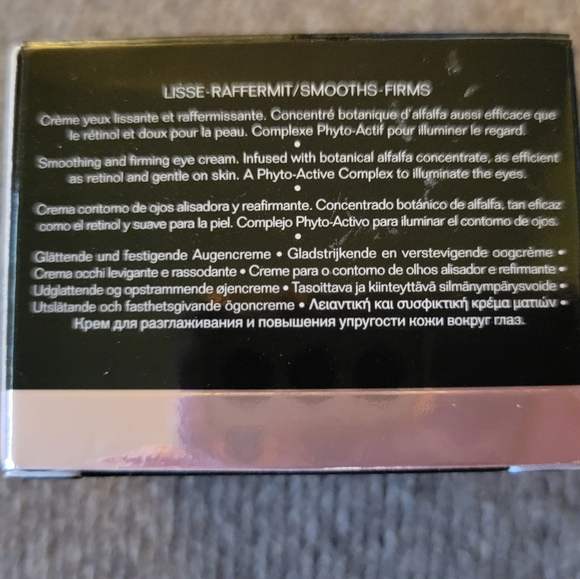 LISSE-RAFFERMIT/SMOOTHS-FIRMS
Crème yeux lissante et raffermissante. Concentré botanique d'alfalfa aussi efficace que
le rétinol et doux pour la peau. Complexe Phyto-Actif pour illuminer le regard.
•
Smoothing and firming eye cream. Infused with botanical alfalfa concentrate, as efficient
as retinol and gentle on skin. A Phyto-Active Complex to illuminate the eyes.
•
Crema contorno de ojos alisadora y reafirmante. Concentrado botánico de alfalfa, tan eficaz
como el retinol y suave para la piel. Complejo Phyto-Activo para iluminar el contorno de ojos.
•
Glättende und festigende Augencreme • Gladstrijkende en verstevigende oogcrème •
Crema occhi levigante e rassodante • Creme para o contorno de olhos alisador e refirmante •
Udglattende og opstrammende øjencreme • Tasoittava ja kiinteyttävä silmänympärysvoide •
Utslätande och fasthetsgivande ögoncreme • Λειαντική και συσφικτική κρέμα ματιών •
Крем для разглаживания и повышения упругости кожи вокруг глаз.